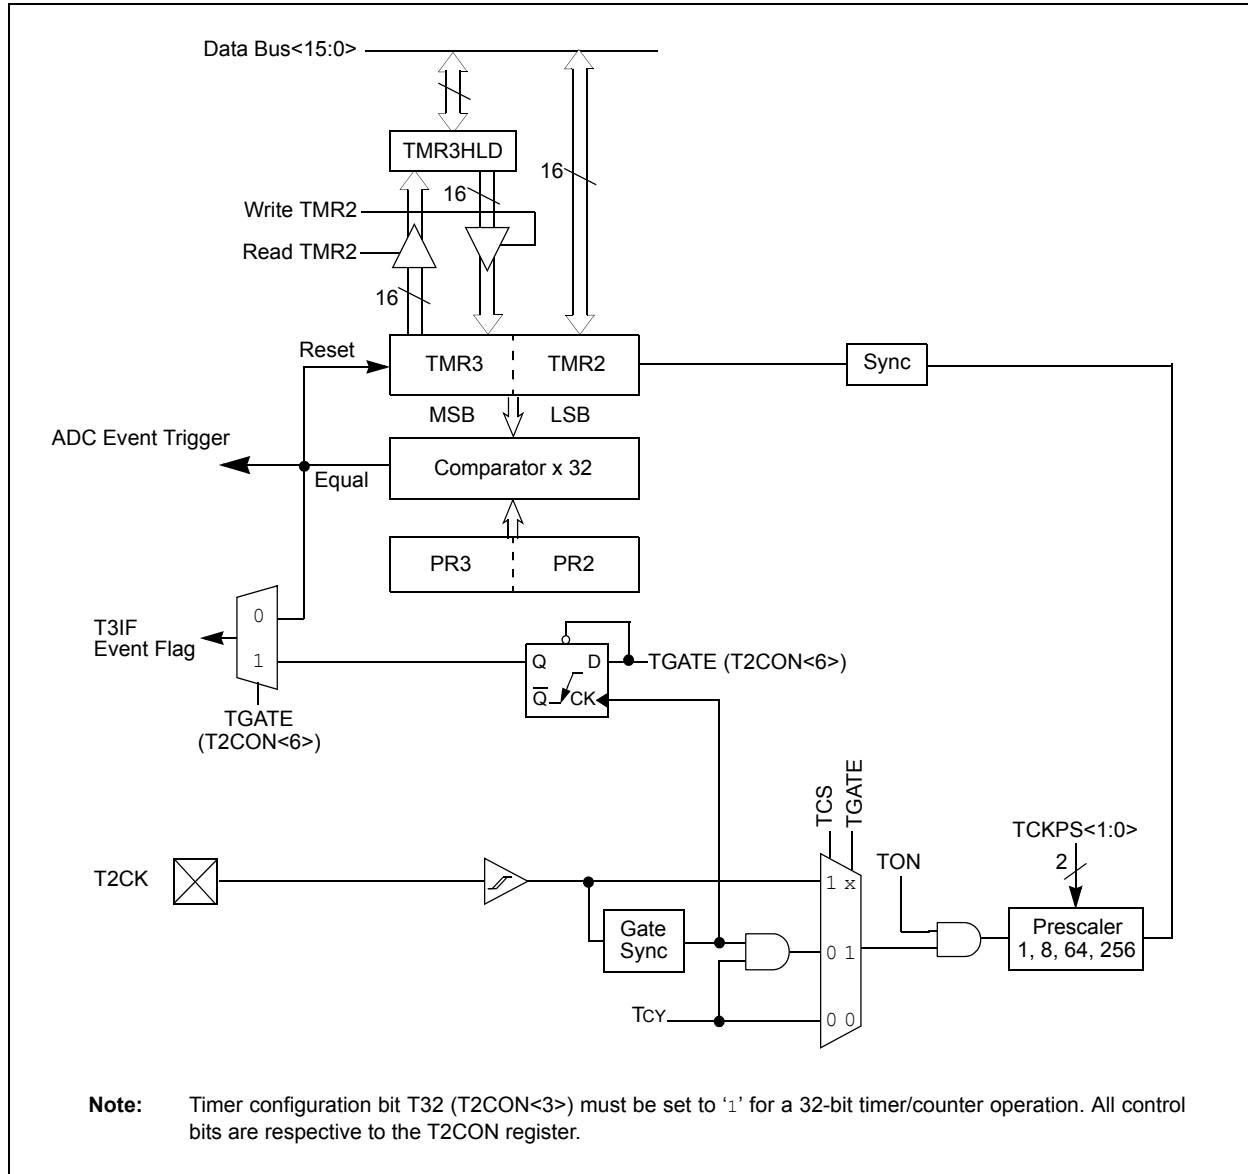 Data Bus<15:0>
TMR3HLD
16
16
Write TMR2
Read TMR2
16
Reset
TMR3
TMR2
Sync
MSB
LSB
ADC Event Trigger
Equal
Comparator x 32
PR3
PR2
0
1
T3IF
Event Flag
Q
D
TGATE (T2CON<6>)
Q̅
CK
TGATE
(T2CON<6>)
TCS
TGATE
TCKPS<1:0>
2
TON
T2CK
1 x
Gate
Sync
0 1
Prescaler
1, 8, 64, 256
TCY
0 0
Note: Timer configuration bit T32 (T2CON<3>) must be set to ‘1’ for a 32-bit timer/counter operation. All control
bits are respective to the T2CON register.